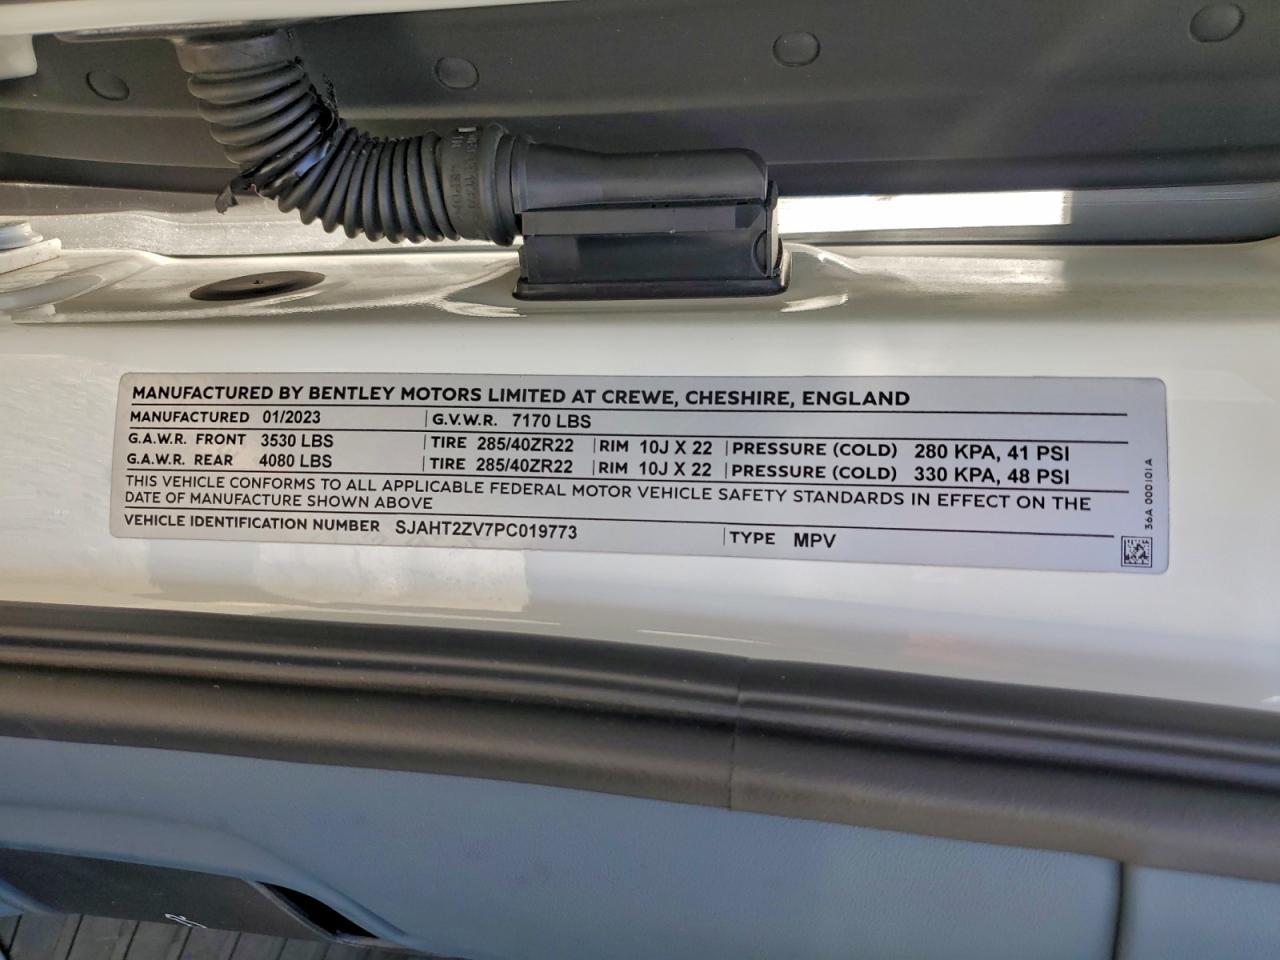 MANUFACTURED BY BENTLEY MOTORS LIMITED AT CREWE, CHESHIRE, ENGLAND
MANUFACTURED 01/2023 G.V.W.R. 7170 LBS
G.A.W.R. FRONT 3530 LBS TIRE 285/40ZR22 RIM 10J X 22 PRESSURE (COLD) 280 KPA, 41 PSI
G.A.W.R. REAR 4080 LBS TIRE 285/40ZR22 RIM 10J X 22 PRESSURE (COLD) 330 KPA, 48 PSI
THIS VEHICLE CONFORMS TO ALL APPLICABLE FEDERAL MOTOR VEHICLE SAFETY STANDARDS IN EFFECT ON THE
DATE OF MANUFACTURE SHOWN ABOVE
VEHICLE IDENTIFICATION NUMBER SJAHT2ZV7PC019773 TYPE MPV
36A 000101A